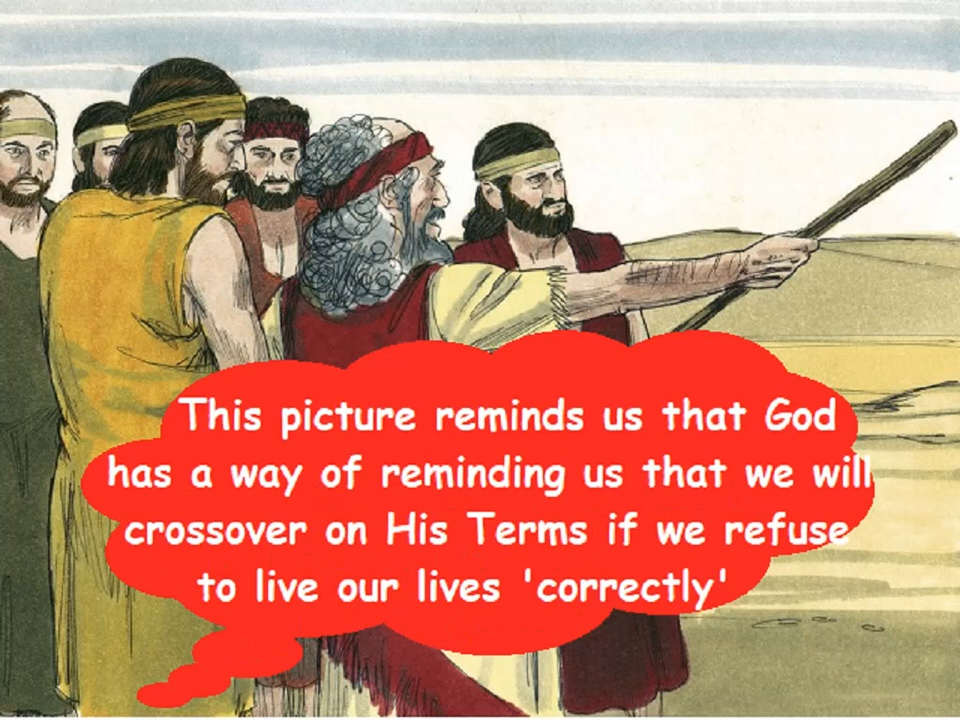 This picture reminds us that God
has a way of reminding us that we will
crossover on His Terms if we refuse
to live our lives 'correctly'